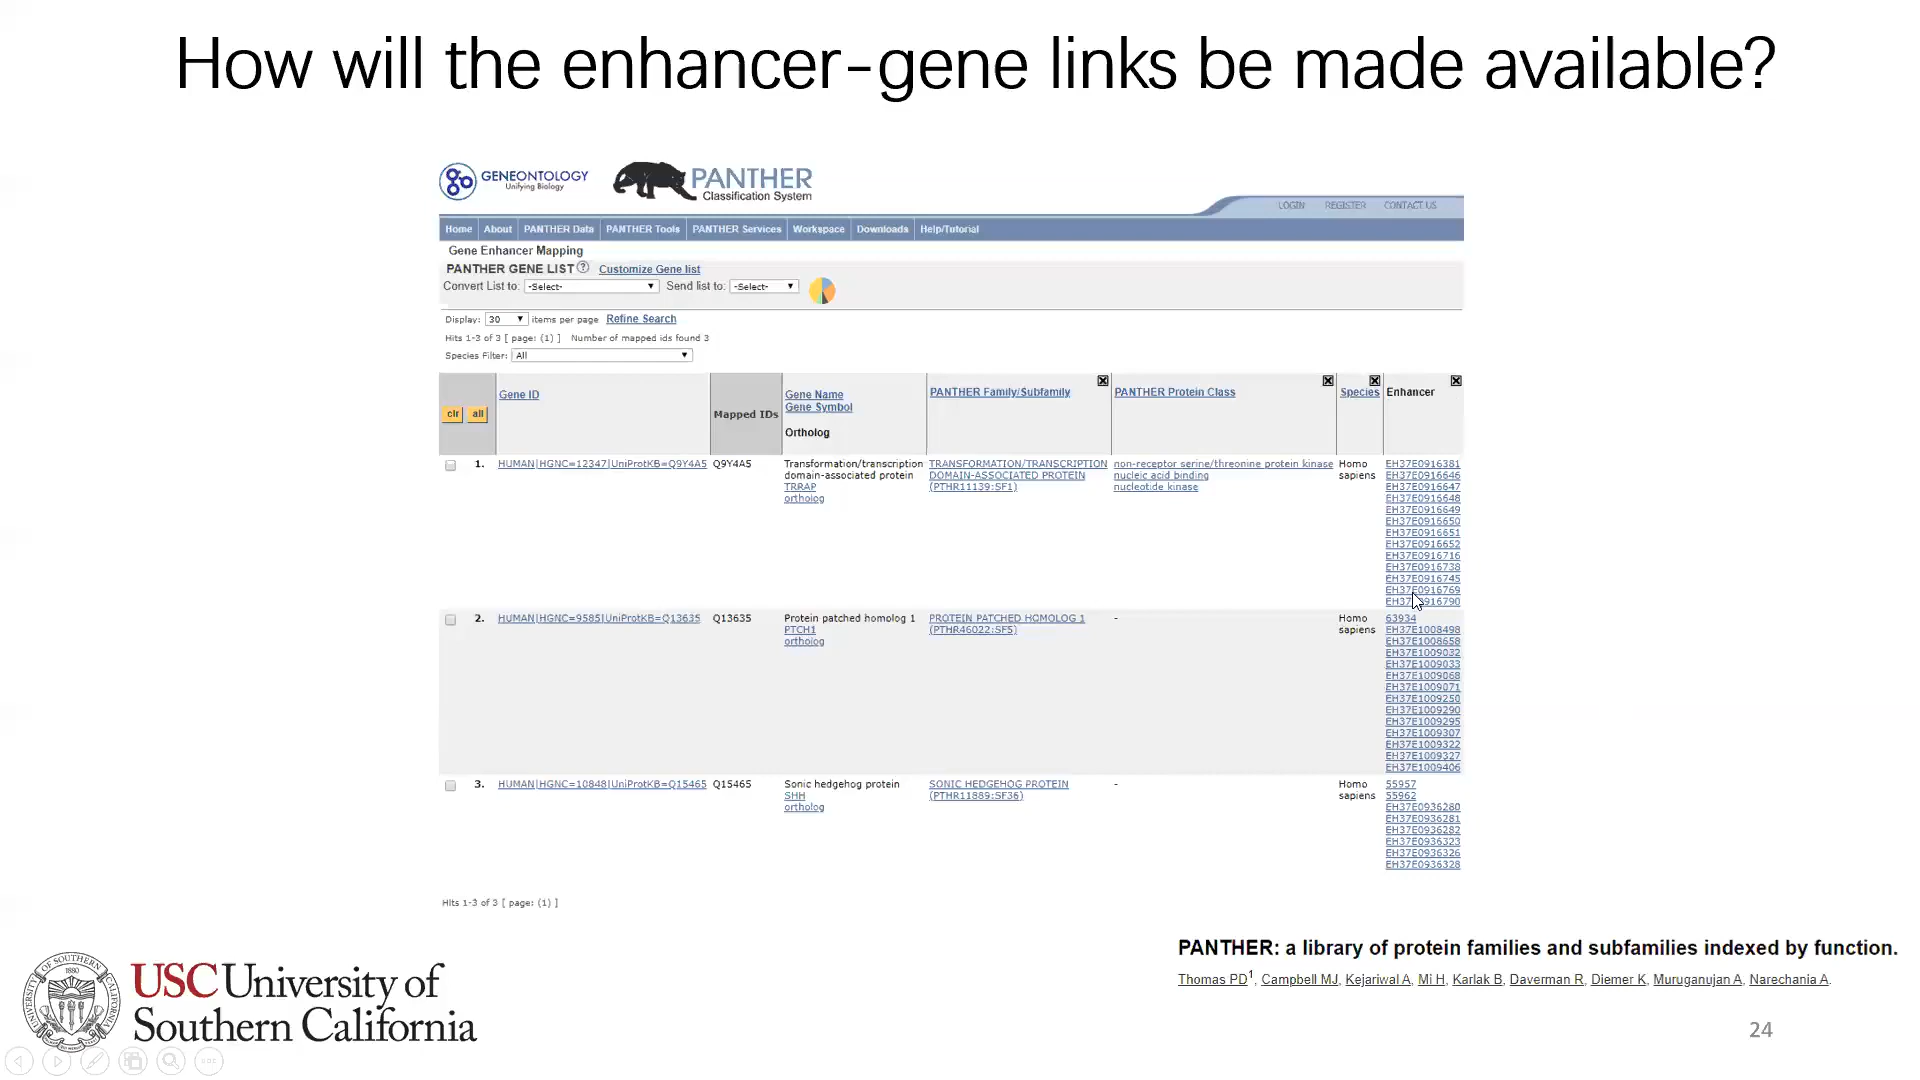 How will the enhancer-gene links be made available?
GENEONTOLOGY
Unifying Biology
PANTHER
Classification System
LOGIN REGISTER CONTACT US
Home About PANTHER Data PANTHER Tools PANTHER Services Workspace Downloads Help/Tutorial
Gene Enhancer Mapping
PANTHER GENE LIST ? Customize Gene list
Convert List to: -Select- Send list to: -Select-
Display: 30 items per page Refine Search
Hits 1-3 of 3 [ page: (1) ] Number of mapped ids found 3
Species Filter: All
clr all
Gene ID
Mapped IDs
Gene Name
Gene Symbol
Ortholog
PANTHER Family/Subfamily
PANTHER Protein Class
Species
Enhancer
1. HUMAN|HGNC=12347|UniProtKB=Q9Y4A5 Q9Y4A5
Transformation/transcription
domain-associated protein
TRRAP
ortholog
TRANSFORMATION/TRANSCRIPTION
DOMAIN-ASSOCIATED PROTEIN
(PTHR11139:SF1)
non-receptor serine/threonine protein kinase
nucleic acid binding
nucleotide kinase
Homo
sapiens
EH37E0916381
EH37E0916646
EH37E0916647
EH37E0916648
EH37E0916649
EH37E0916650
EH37E0916651
EH37E0916652
EH37E0916716
EH37E0916738
EH37E0916745
EH37E0916769
2. HUMAN|HGNC=9585|UniProtKB=Q13635 Q13635
Protein patched homolog 1
PTCH1
ortholog
PROTEIN PATCHED HOMOLOG 1
(PTHR46022:SF5)
-
Homo
sapiens
63934
EH37E1008498
EH37E1008658
EH37E1009032
EH37E1009033
EH37E1009068
EH37E1009071
EH37E1009250
EH37E1009290
EH37E1009295
EH37E1009307
EH37E1009322
EH37E1009327
EH37E1009406
3. HUMAN|HGNC=10848|UniProtKB=Q15465 Q15465
Sonic hedgehog protein
SHH
ortholog
SONIC HEDGEHOG PROTEIN
(PTHR11889:SF36)
-
Homo
sapiens
55957
55962
EH37E0936280
EH37E0936281
EH37E0936282
EH37E0936323
EH37E0936326
EH37E0936328
Hits 1-3 of 3 [ page: (1) ]
PANTHER: a library of protein families and subfamilies indexed by function.
Thomas PD1, Campbell MJ, Kejariwal A, Mi H, Karlak B, Daverman R, Diemer K, Muruganujan A, Narechania A.
USC University of
Southern California
24